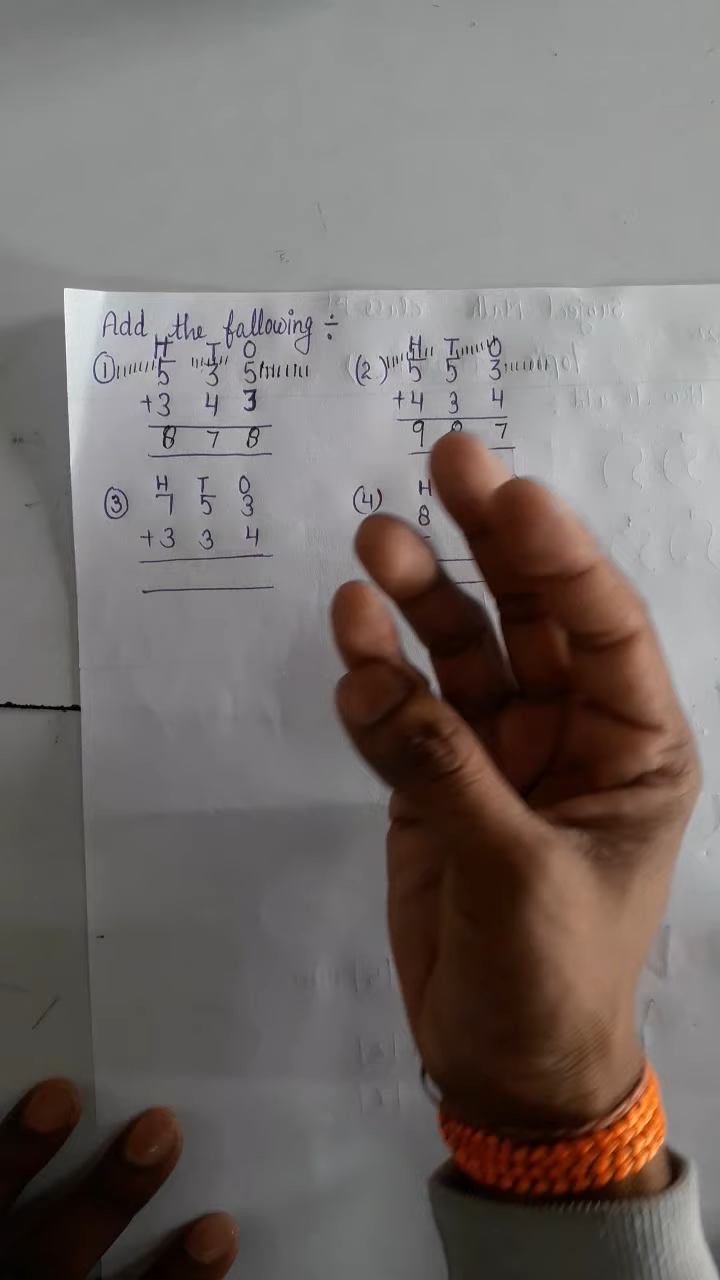 Add the fallowing ÷
① H T O (2.) H T O
5 3 5 5 5 3
+3 4 3 +4 3 4
8 7 8 9 8 7
③ H T O (4) H
7 5 3 8
+3 3 4